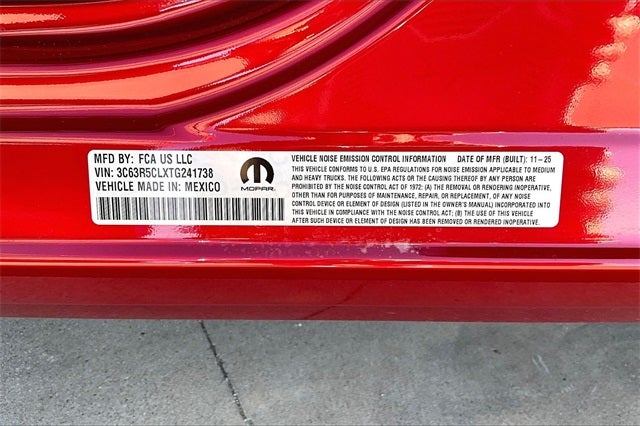 MFD BY: FCA US LLC
VIN: 3C63R5CLXTG241738
VEHICLE MADE IN: MEXICO
MOPAR
VEHICLE NOISE EMISSION CONTROL INFORMATION DATE OF MFR (BUILT): 11-25
THIS VEHICLE CONFORMS TO U.S. EPA REGULATIONS FOR NOISE EMISSION APPLICABLE TO MEDIUM
AND HEAVY TRUCKS. THE FOLLOWING ACTS OR THE CAUSING THEREOF BY ANY PERSON ARE
PROHIBITED BY THE NOISE CONTROL ACT OF 1972: (A) THE REMOVAL OR RENDERING INOPERATIVE,
OTHER THAN FOR PURPOSES OF MAINTENANCE, REPAIR, OR REPLACEMENT, OF ANY NOISE
CONTROL DEVICE OR ELEMENT OF DESIGN (LISTED IN THE OWNER'S MANUAL) INCORPORATED INTO
THIS VEHICLE IN COMPLIANCE WITH THE NOISE CONTROL ACT; (B) THE USE OF THIS VEHICLE
AFTER SUCH DEVICE OR ELEMENT OF DESIGN HAS BEEN REMOVED OR RENDERED INOPERATIVE.